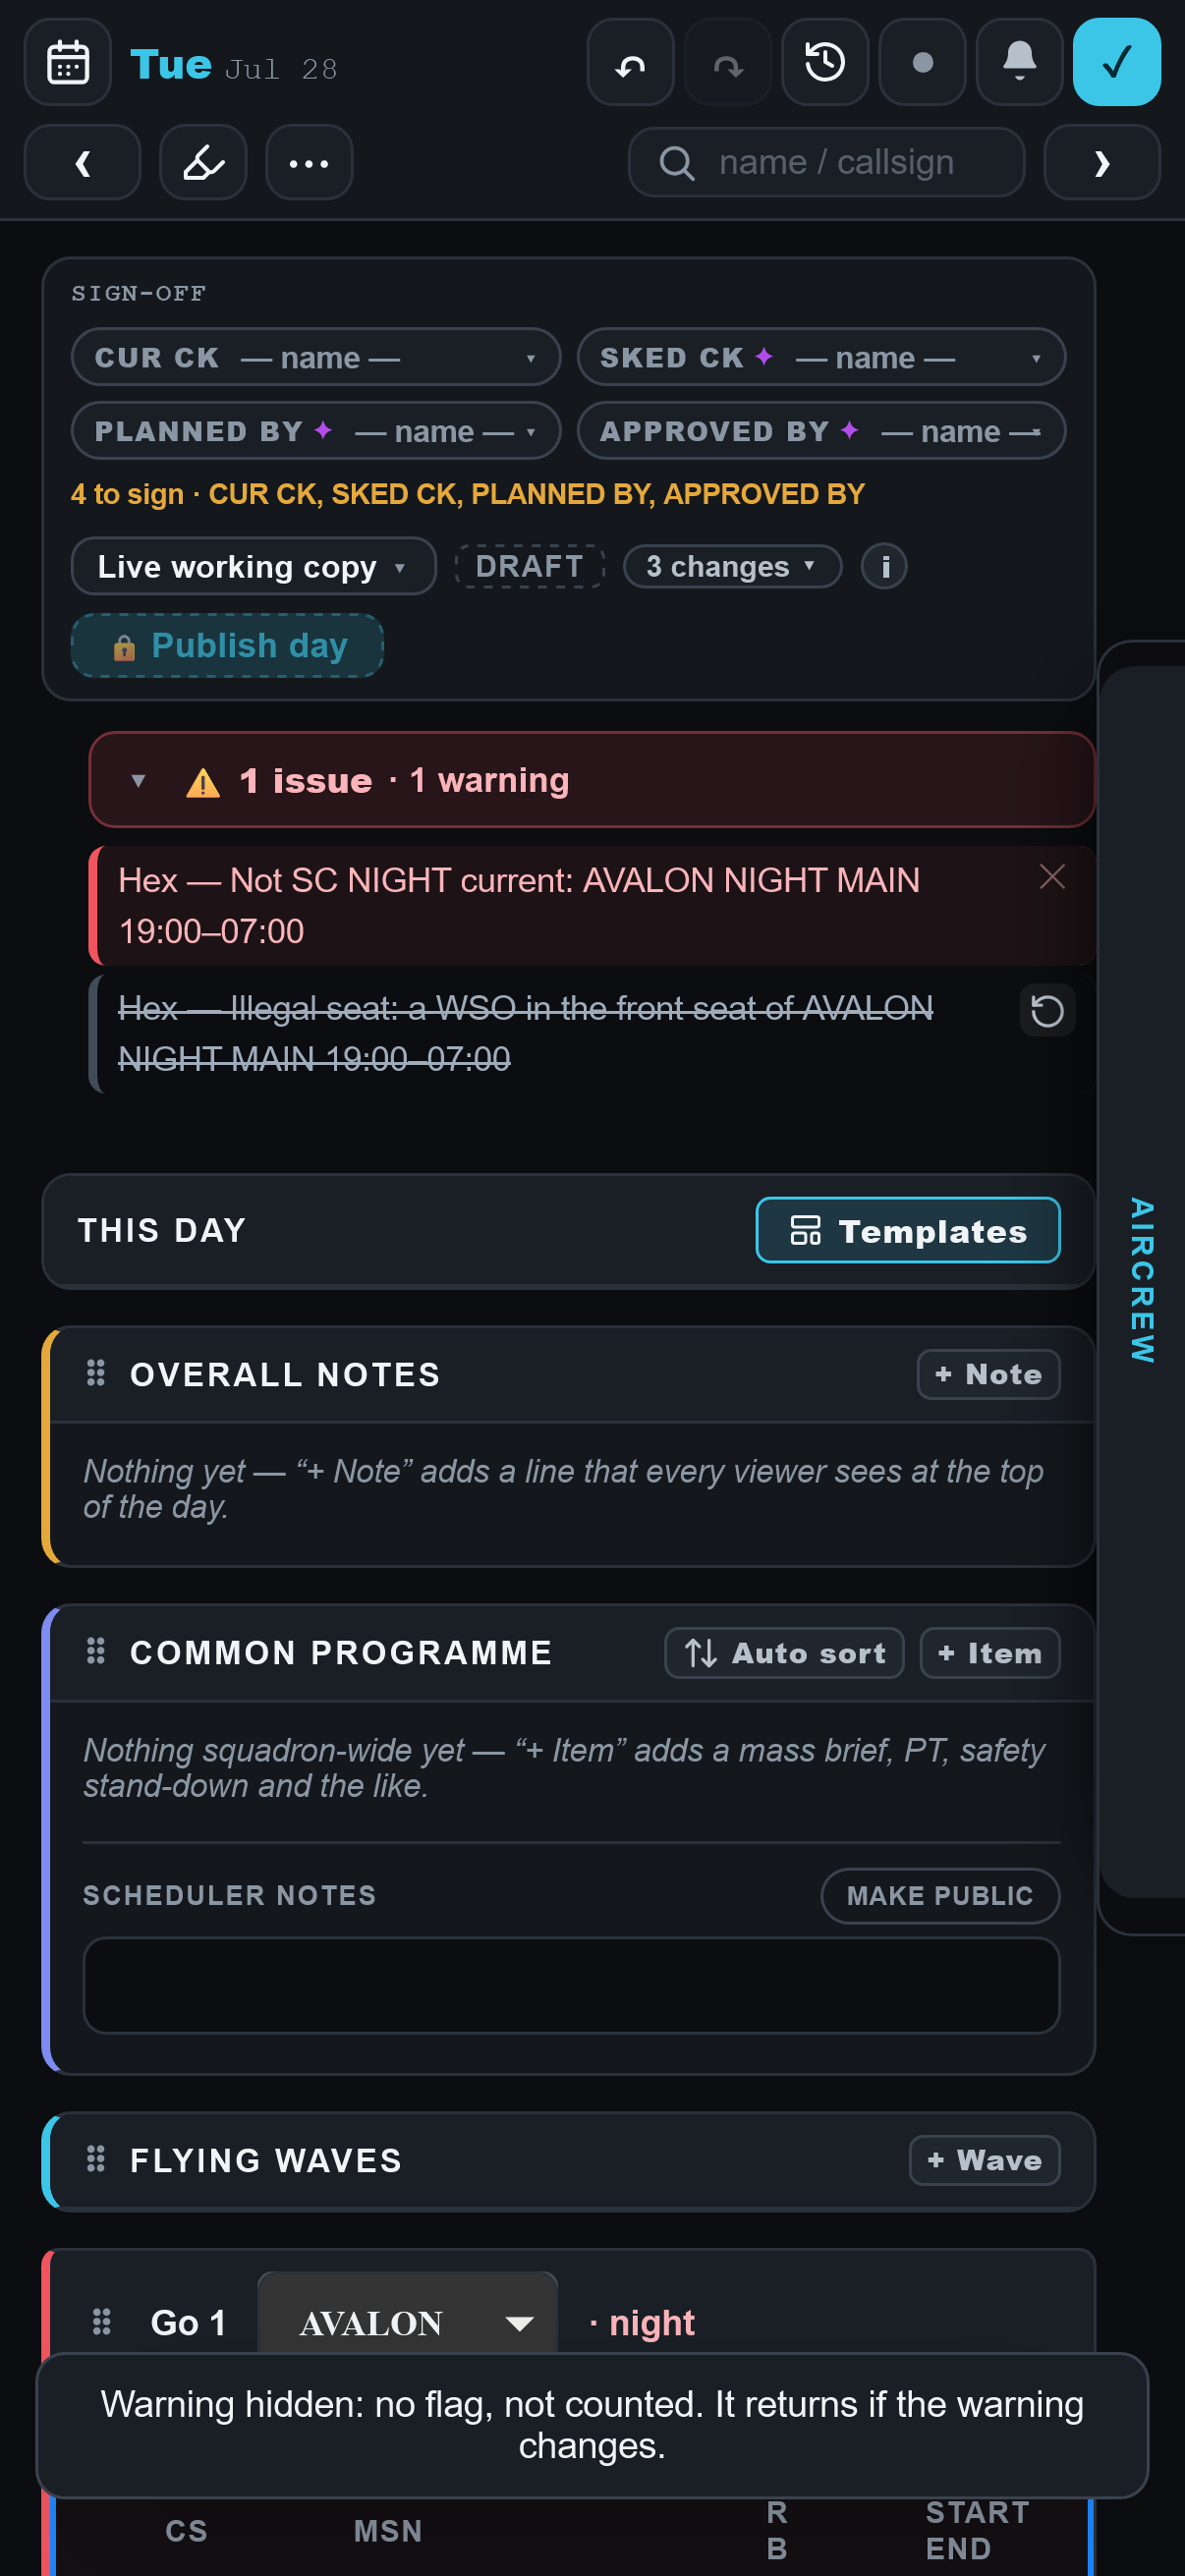 Tue Jul 28
name / callsign
SIGN-OFF
CUR CK — name —
SKED CK — name —
PLANNED BY — name —
APPROVED BY — name —
4 to sign · CUR CK, SKED CK, PLANNED BY, APPROVED BY
Live working copy DRAFT 3 changes i
Publish day
1 issue · 1 warning
Hex — Not SC NIGHT current: AVALON NIGHT MAIN
19:00–07:00
Hex — Illegal seat: a WSO in the front seat of AVALON
NIGHT MAIN 19:00–07:00
AIRCREW
THIS DAY Templates
OVERALL NOTES + Note
Nothing yet — “+ Note” adds a line that every viewer sees at the top
of the day.
COMMON PROGRAMME Auto sort + Item
Nothing squadron-wide yet — “+ Item” adds a mass brief, PT, safety
stand-down and the like.
SCHEDULER NOTES MAKE PUBLIC
FLYING WAVES + Wave
Go 1 AVALON · night
Warning hidden: no flag, not counted. It returns if the warning
changes.
CS MSN R START
B END